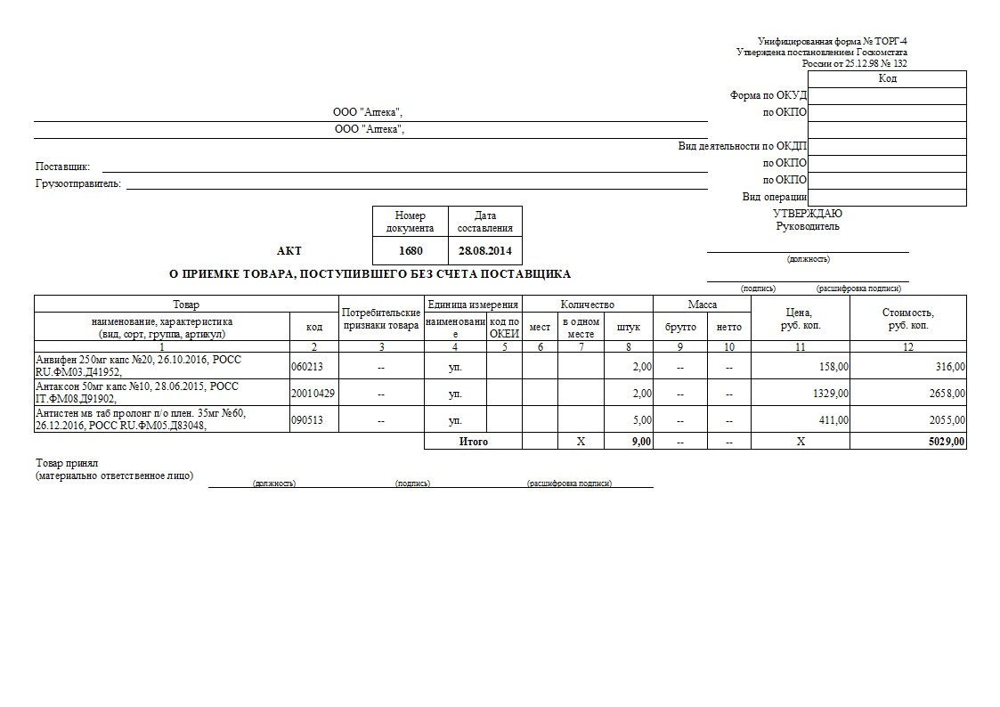 Унифицированная форма № ТОРГ-4
Утверждена постановлением Госкомстата
России от 25.12.98 № 132
Код
Форма по ОКУД
ООО "Аптека",
по ОКПО
ООО "Аптека",
Вид деятельности по ОКДП
Поставщик:
по ОКПО
Грузоотправитель:
по ОКПО
Вид операции
УТВЕРЖДАЮ
Руководитель
(должность)
(подпись) (расшифровка подписи)
Номер документа
Дата составления
АКТ 1680 28.08.2014
О ПРИЕМКЕ ТОВАРА, ПОСТУПИВШЕГО БЕЗ СЧЕТА ПОСТАВЩИКА
Товар
Потребительские признаки товара
Единица измерения
Количество
Масса
Цена, руб. коп.
Стоимость, руб. коп.
наименование, характеристика
(вид, сорт, группа, артикул)
код
наименование
код по ОКЕИ
мест
в одном месте
штук
брутто
нетто
1 2 3 4 5 6 7 8 9 10 11 12
Анвифен 250мг капс №20, 26.10.2016, РОСС
RU.ФМ03.Д41952,
060213 -- уп. 2,00 -- -- 158,00 316,00
Антаксон 50мг капс №10, 28.06.2015, РОСС
IT.ФМ08.Д91902,
20010429 -- уп. 2,00 -- -- 1329,00 2658,00
Антистен мв таб пролонг п/о плен. 35мг №60,
26.12.2016, РОСС RU.ФМ05.Д83048,
090513 -- уп. 5,00 -- -- 411,00 2055,00
Итого X 9,00 -- -- X 5029,00
Товар принял
(материально ответственное лицо)
(должность) (подпись) (расшифровка подписи)